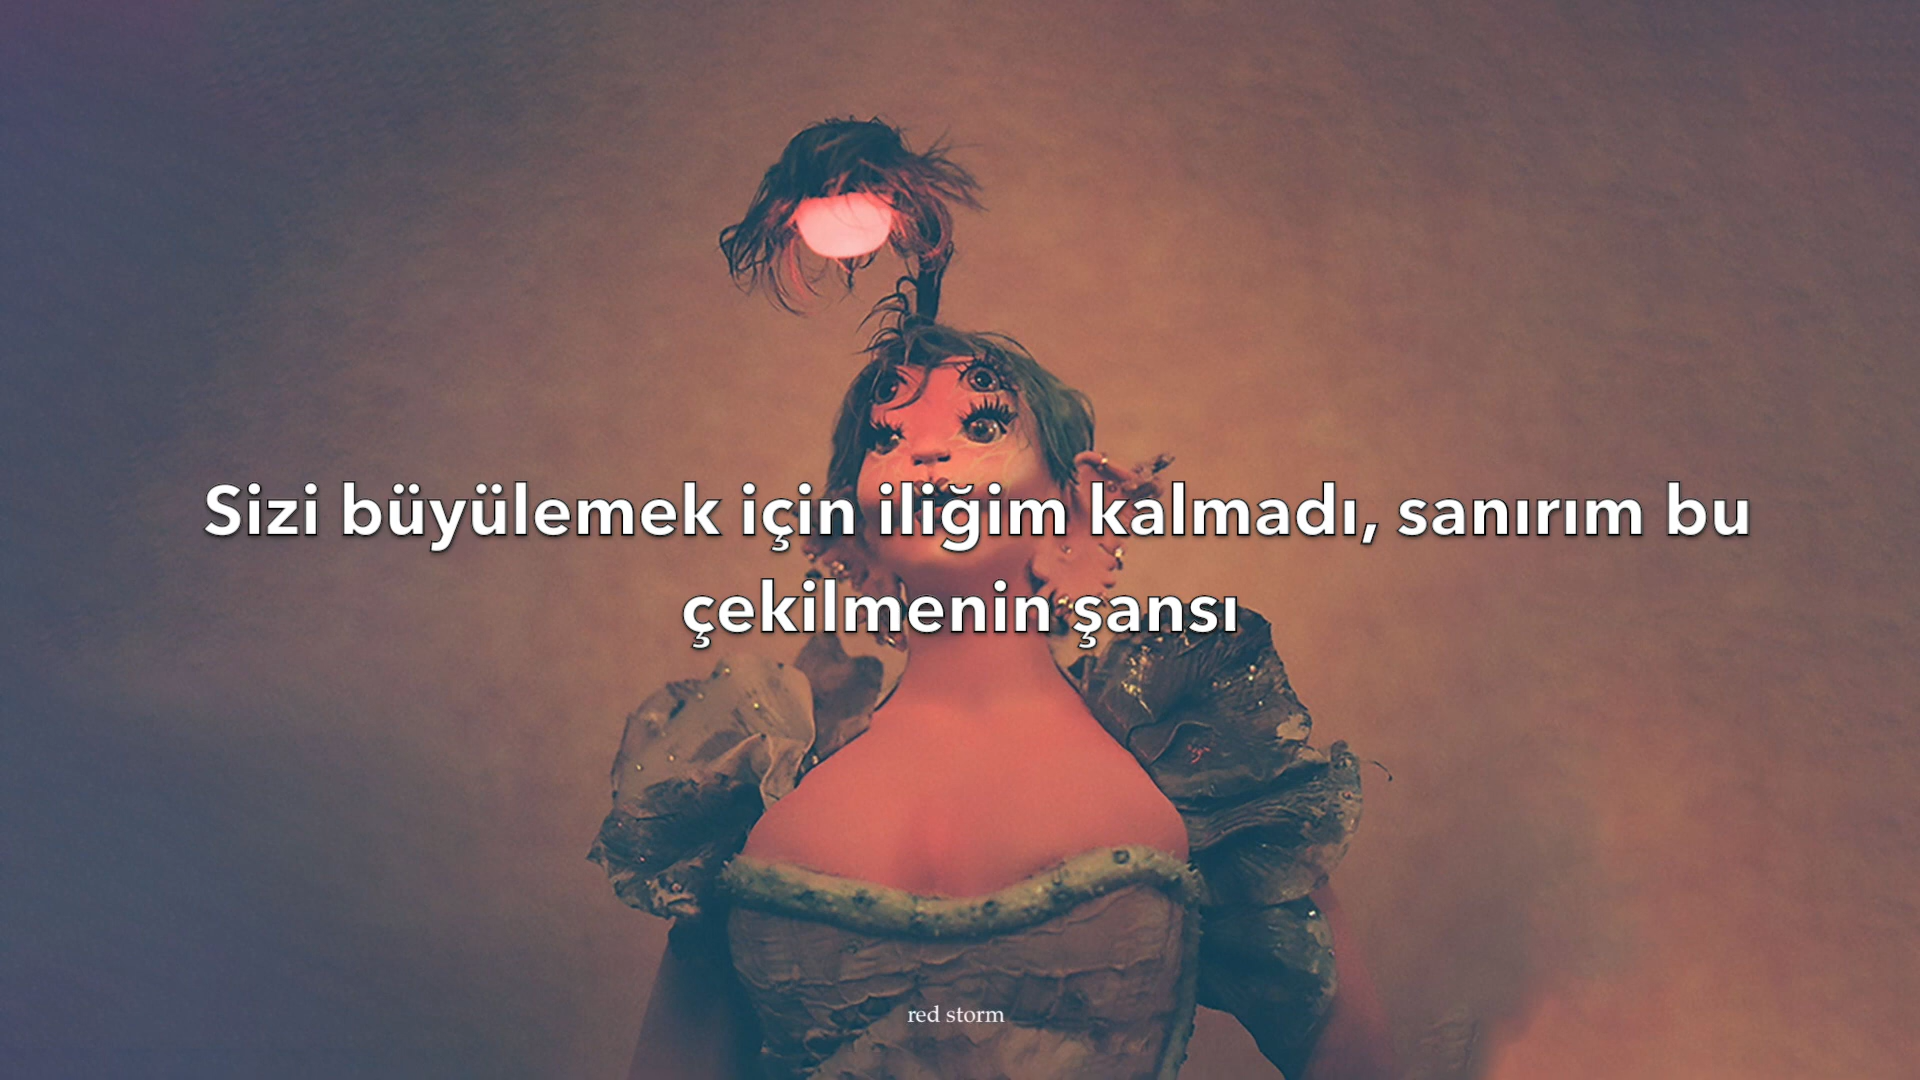 Sizi büyülemek için iliğim kalmadı, sanırım bu
çekilmenin şansı
red storm